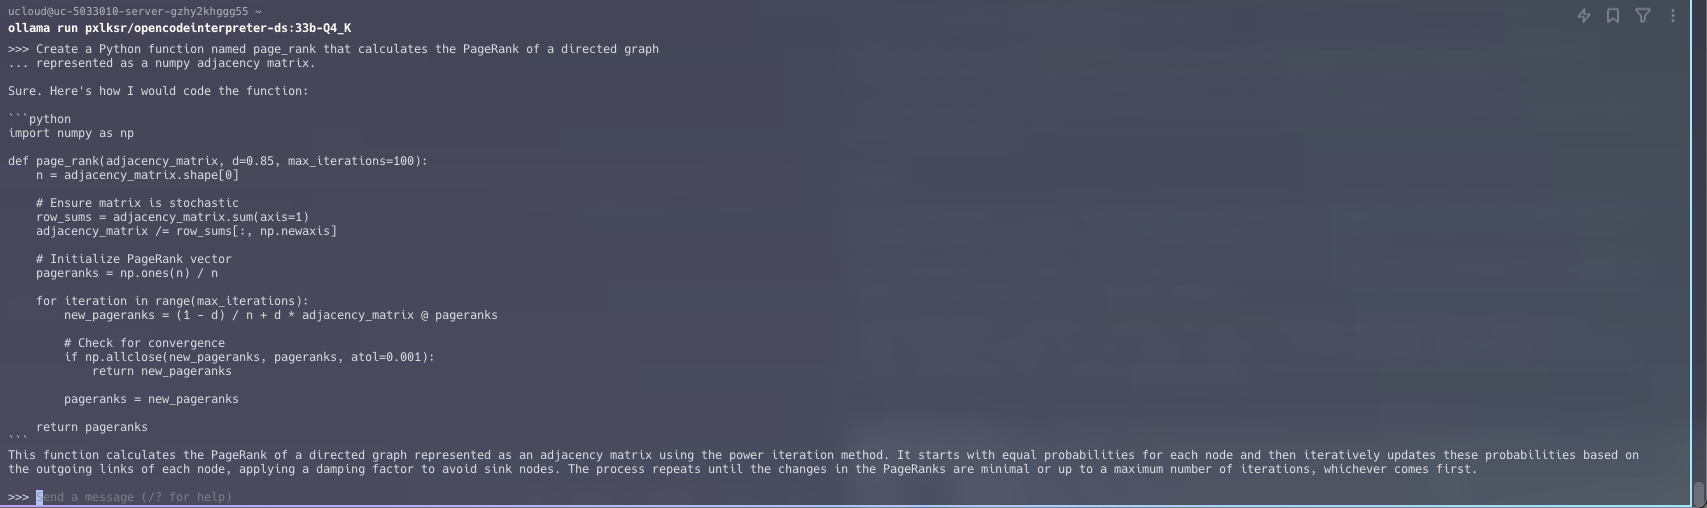 ucloud@uc-5033010-server-gzhy2khggg55 ~
ollama run pxlksr/opencodeinterpreter-ds:33b-Q4_K
>>> Create a Python function named page_rank that calculates the PageRank of a directed graph
... represented as a numpy adjacency matrix.

Sure. Here's how I would code the function:

```python
import numpy as np

def page_rank(adjacency_matrix, d=0.85, max_iterations=100):
    n = adjacency_matrix.shape[0]

    # Ensure matrix is stochastic
    row_sums = adjacency_matrix.sum(axis=1)
    adjacency_matrix /= row_sums[:, np.newaxis]

    # Initialize PageRank vector
    pageranks = np.ones(n) / n

    for iteration in range(max_iterations):
        new_pageranks = (1 - d) / n + d * adjacency_matrix @ pageranks

        # Check for convergence
        if np.allclose(new_pageranks, pageranks, atol=0.001):
            return new_pageranks

        pageranks = new_pageranks

    return pageranks
```
This function calculates the PageRank of a directed graph represented as an adjacency matrix using the power iteration method. It starts with equal probabilities for each node and then iteratively updates these probabilities based on
the outgoing links of each node, applying a damping factor to avoid sink nodes. The process repeats until the changes in the PageRanks are minimal or up to a maximum number of iterations, whichever comes first.

>>> Send a message (/? for help)